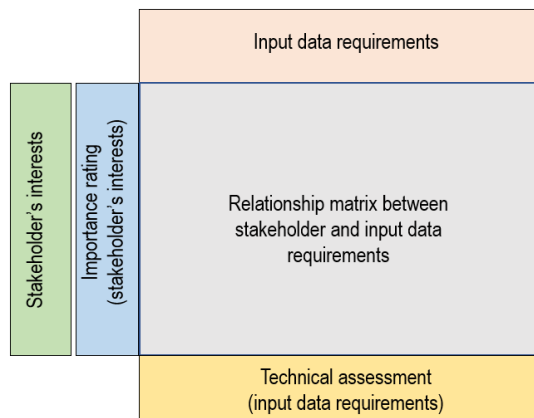 Input data requirements
Stakeholder's interests
Importance rating
(stakeholder's interests)
Relationship matrix between
stakeholder and input data
requirements
Technical assessment
(input data requirements)